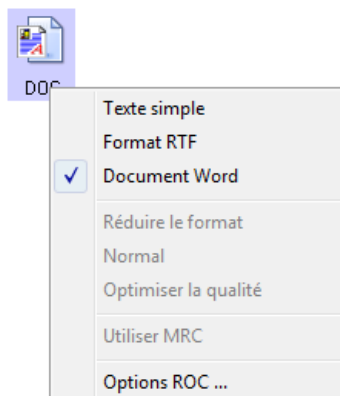 DOC
Texte simple
Format RTF
Document Word
Réduire le format
Normal
Optimiser la qualité
Utiliser MRC
Options ROC ...